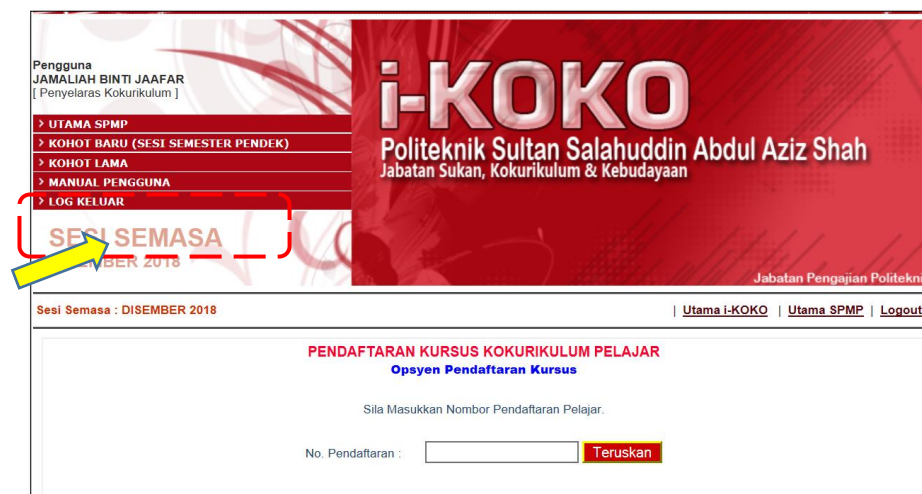 Pengguna
JAMALIAH BINTI JAAFAR
[ Penyelaras Kokurikulum ]
> UTAMA SPMP
> KOHOT BARU (SESI SEMESTER PENDEK)
> KOHOT LAMA
> MANUAL PENGGUNA
> LOG KELUAR
SESI SEMASA
2018
i-KOKO
Politeknik Sultan Salahuddin Abdul Aziz Shah
Jabatan Sukan, Kokurikulum & Kebudayaan
Jabatan Pengajian
Sesi Semasa : DISEMBER 2018
| Utama i-KOKO | Utama SPMP | Logout
PENDAFTARAN KURSUS KOKURIKULUM PELAJAR
Opsyen Pendaftaran Kursus
Sila Masukkan Nombor Pendaftaran Pelajar.
No. Pendaftaran :
Teruskan